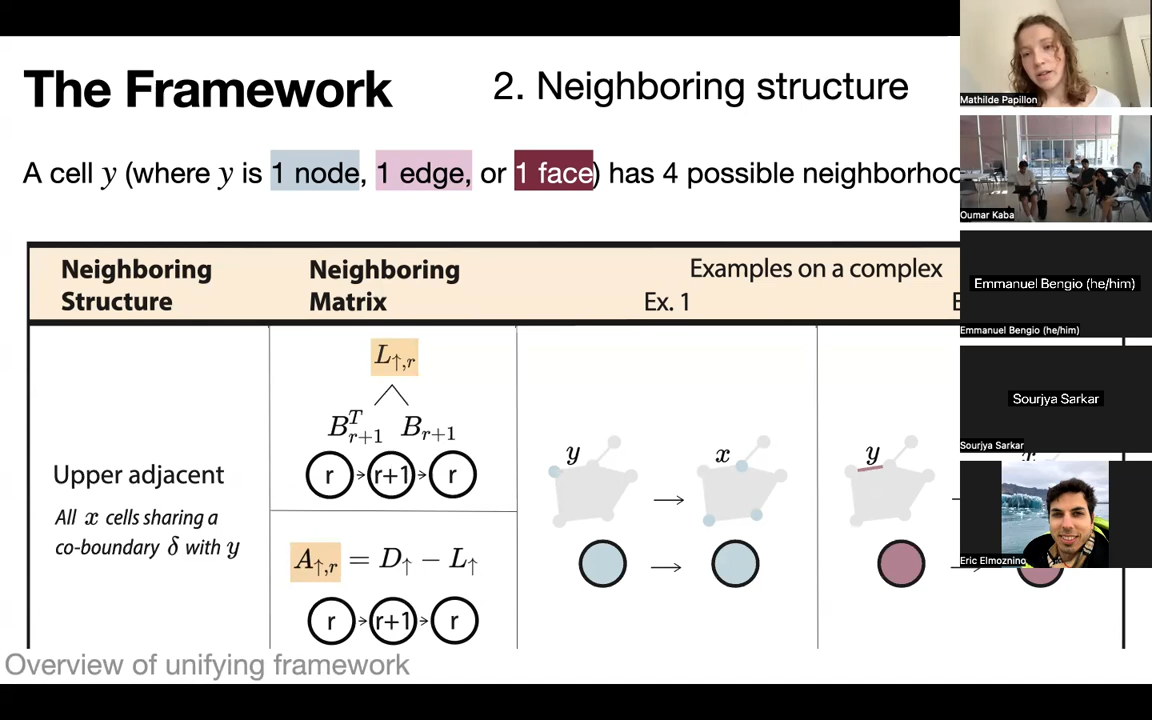 The Framework
2. Neighboring structure
A cell y (where y is 1 node, 1 edge, or 1 face) has 4 possible neighborhoo
Neighboring Structure
Neighboring Matrix
Examples on a complex
Ex. 1
E
L↑,r
B^T_{r+1} B_{r+1}
r r+1 r
Upper adjacent
All x cells sharing a
co-boundary δ with y
A↑,r = D↑ − L↑
r r+1 r
y
x
y
x
Overview of unifying framework
Mathilde Papillon
Oumar Kaba
Emmanuel Bengio (he/him)
Emmanuel Bengio (he/him)
Sourjya Sarkar
Sourjya Sarkar
Eric Elmoznino